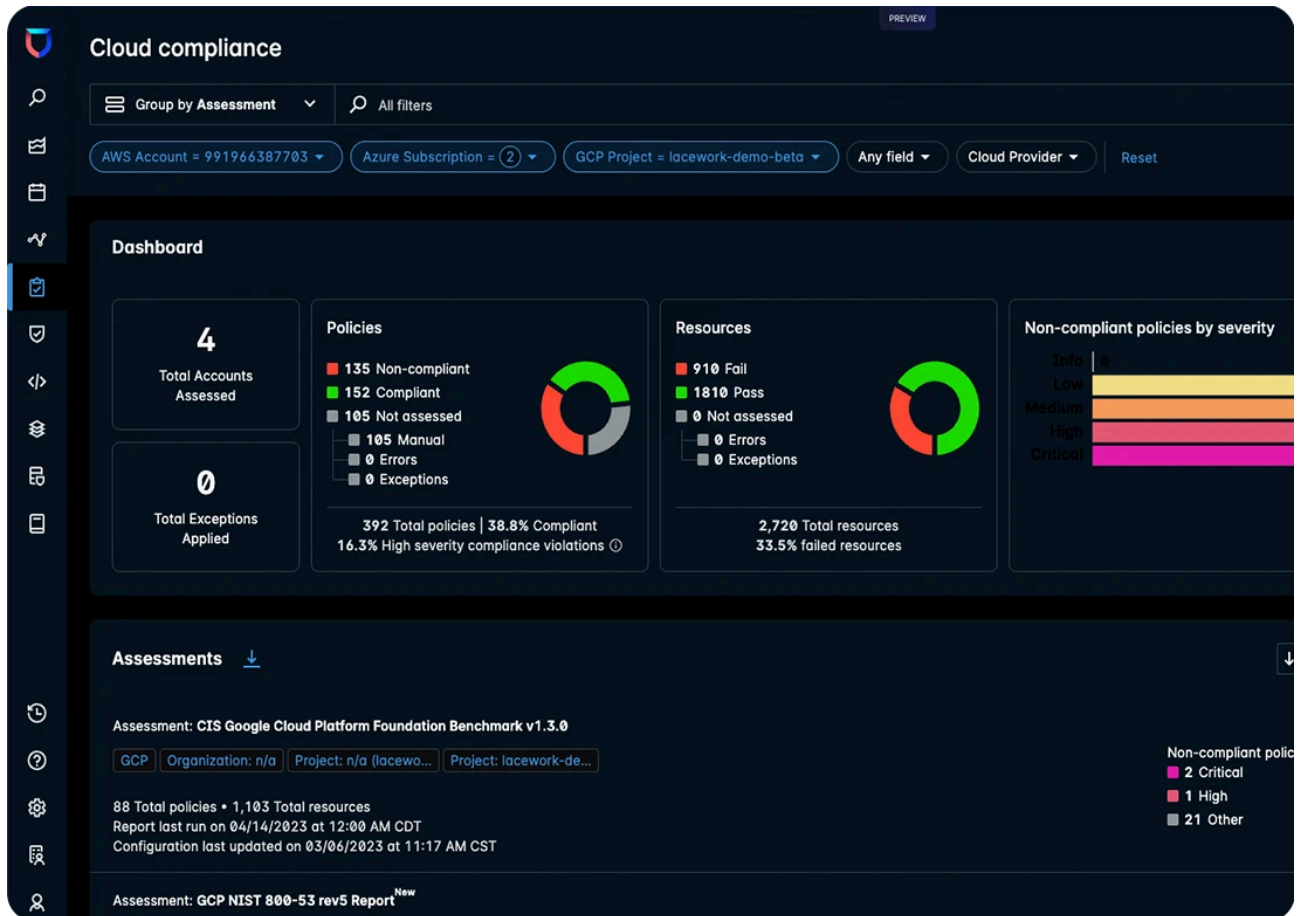 PREVIEW
Cloud compliance
Group by Assessment
All filters
AWS Account = 991966387703
Azure Subscription = 2
GCP Project = lacework-demo-beta
Any field
Cloud Provider
Reset
Dashboard
4
Total Accounts
Assessed
0
Total Exceptions
Applied
Policies
135 Non-compliant
152 Compliant
105 Not assessed
105 Manual
0 Errors
0 Exceptions
392 Total policies | 38.8% Compliant
16.3% High severity compliance violations
Resources
910 Fail
1810 Pass
0 Not assessed
0 Errors
0 Exceptions
2,720 Total resources
33.5% failed resources
Non-compliant policies by severity
Info 0
Low
Medium
High
Critical
Assessments
Assessment: CIS Google Cloud Platform Foundation Benchmark v1.3.0
GCP
Organization: n/a
Project: n/a (lacewo...
Project: lacework-de...
88 Total policies • 1,103 Total resources
Report last run on 04/14/2023 at 12:00 AM CDT
Configuration last updated on 03/06/2023 at 11:17 AM CST
Non-compliant polic
2 Critical
1 High
21 Other
Assessment: GCP NIST 800-53 rev5 Report New